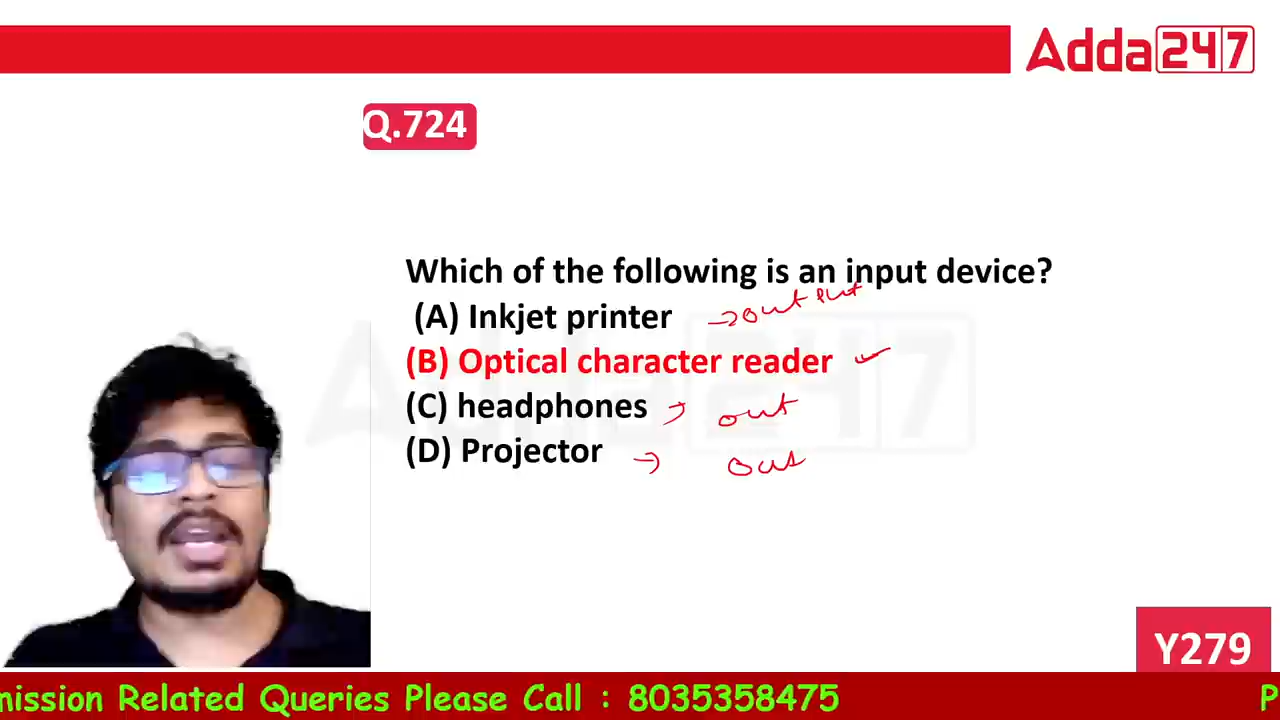 Adda247
Q.724
Which of the following is an input device?
(A) Inkjet printer → output
(B) Optical character reader
(C) headphones → out
(D) Projector → out
Y279
mission Related Queries Please Call : 8035358475
P